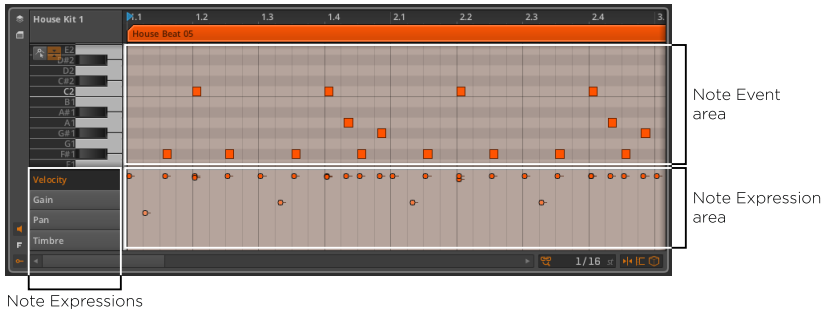 House Kit 1
1.1 1.2 1.3 1.4 2.1 2.2 2.3 2.4 3.
House Beat 05
E2
D#2
D2
C#2
C2
B1
A#1
A1
G#1
G1
F#1
F1
Velocity
Gain
Pan
Timbre
F
1/16 st
Note Event
area
Note Expression
area
Note Expressions